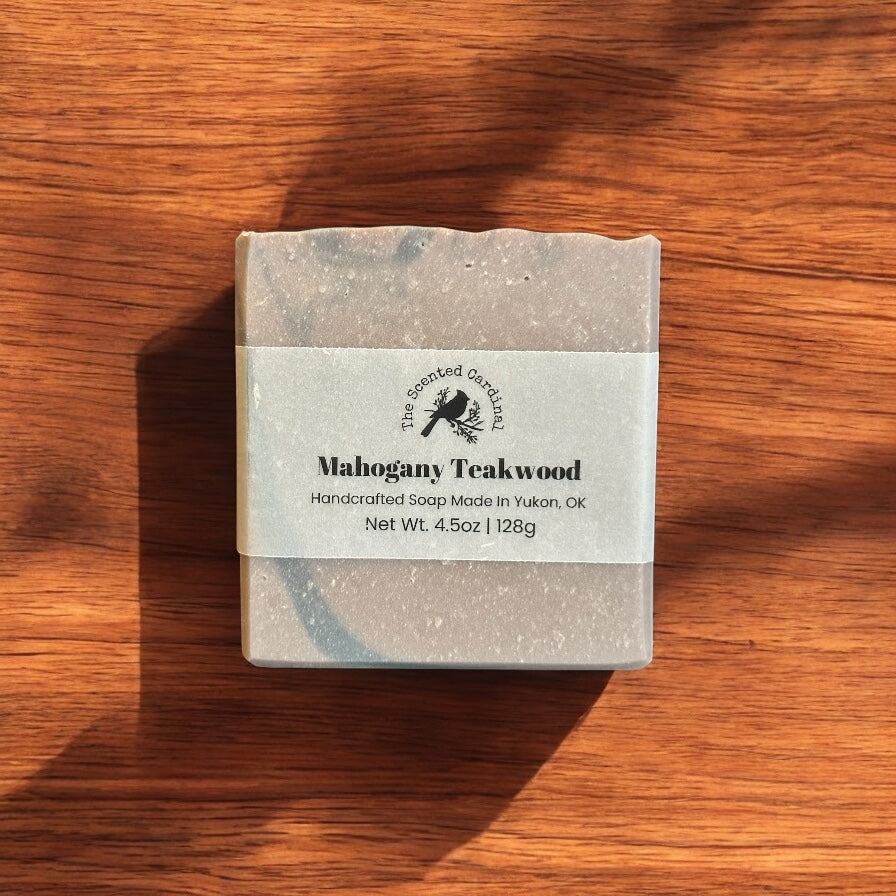 The Scented Cardinal
Mahogany Teakwood
Handcrafted Soap Made In Yukon, OK
Net Wt. 4.5oz | 128g